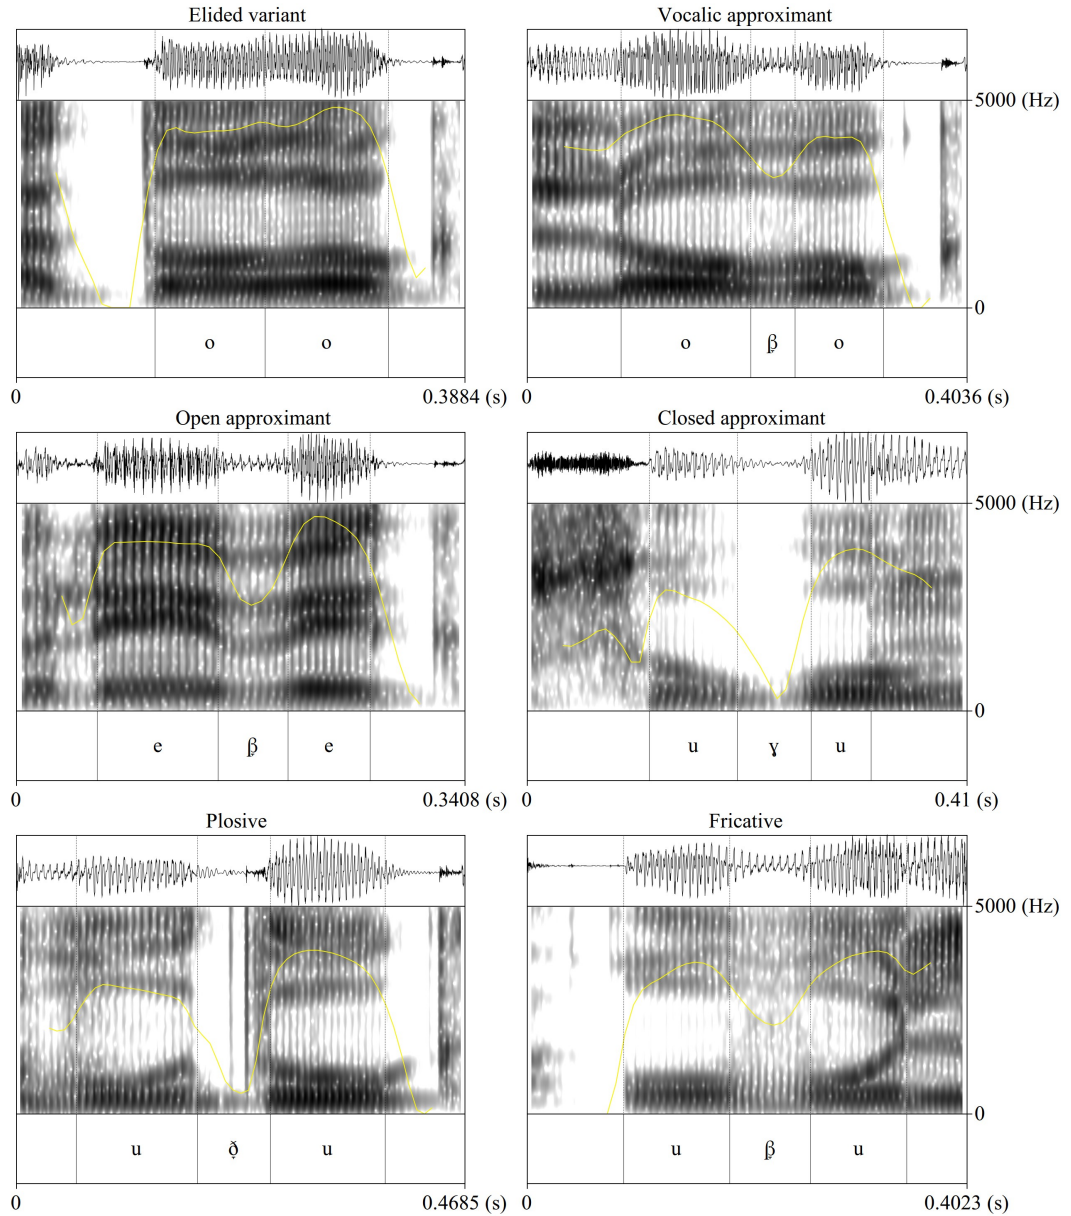 Elided variant
Vocalic approximant
5000 (Hz)
0
o o
o β̞ o
0 0.3884 (s)
0 0.4036 (s)
Open approximant
Closed approximant
5000 (Hz)
0
e β̞ e
u ɣ̞ u
0 0.3408 (s)
0 0.41 (s)
Plosive
Fricative
5000 (Hz)
0
u ð̞ u
u β̞ u
0 0.4685 (s)
0 0.4023 (s)